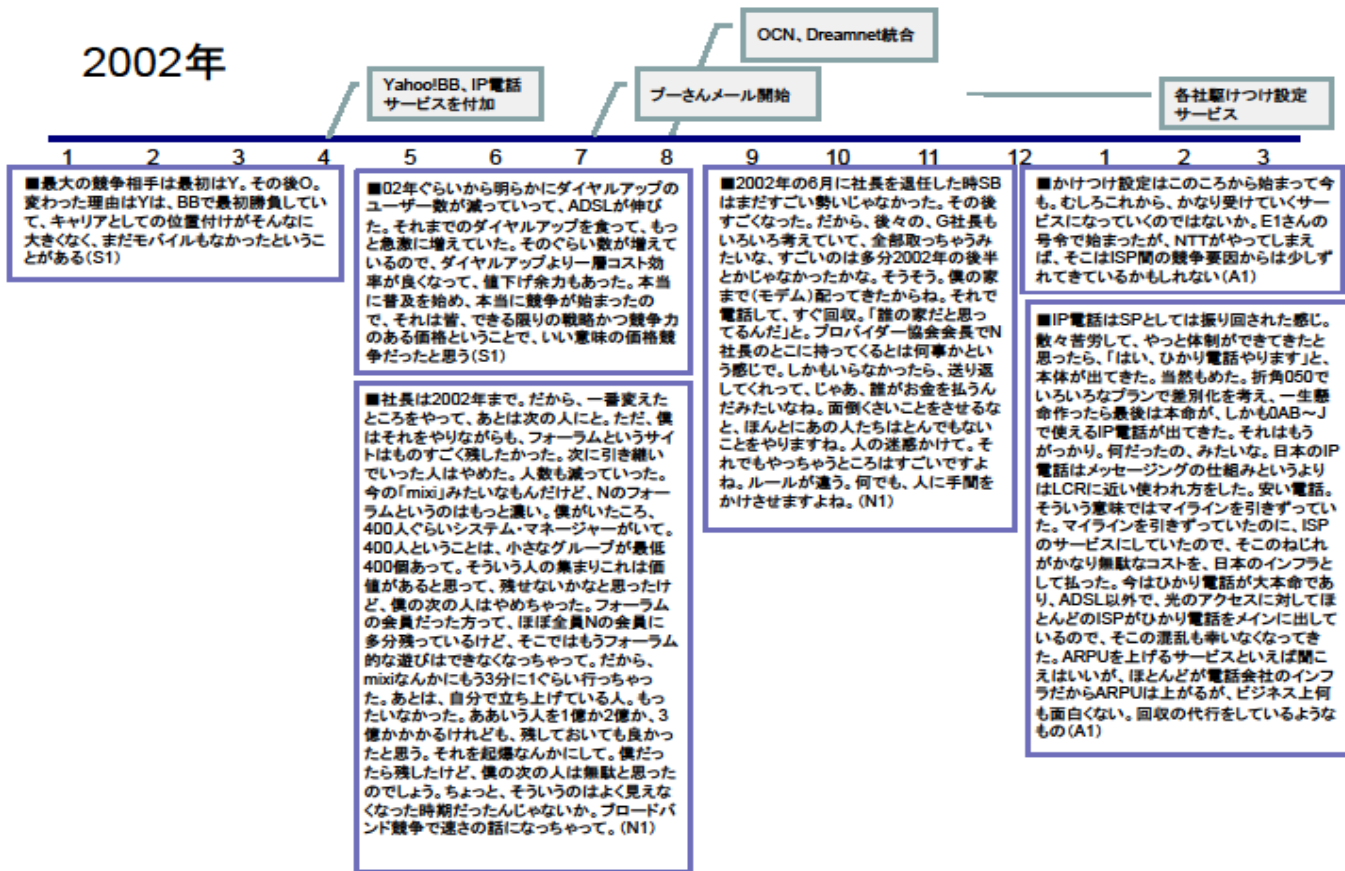 2002年
OCN、Dreamnet統合
Yahoo!BB、IP電話
サービスを付加
プーさんメール開始
各社駆けつけ設定
サービス
1 2 3 4 5 6 7 8 9 10 11 12 1 2 3
■最大の競争相手は最初はY。その後O。
変わった理由はYは、BBで最初勝負してい
て、キャリアとしての位置付けがそんなに
大きくなく、まだモバイルもなかったというこ
とがある(S1)
■02年ぐらいから明らかにダイヤルアップの
ユーザー数が減っていって、ADSLが伸び
た。それまでのダイヤルアップを食って、もっ
と急激に増えていた。そのぐらい数が増えて
いるので、ダイヤルアップより一層コスト効
率が良くなって、値下げ余力もあった。本当
に普及を始め、本当に競争が始まったの
で、それは皆、できる限りの戦略かつ競争力
のある価格ということで、いい意味の価格競
争だったと思う(S1)
■社長は2002年まで。だから、一番変えた
ところをやって、あとは次の人にと。ただ、僕
はそれをやりながらも、フォーラムというサイ
トはものすごく残したかった。次に引き継い
でいった人はやめた。人数も減っていった。
今の「mixi」みたいなもんだけど、Nのフォー
ラムというのはもっと濃い。僕がいたころ、
400人ぐらいシステム・マネージャーがいて。
400人ということは、小さなグループが最低
400個あって。そういう人の集まりこれは価
値があると思って、残せないかなと思ったけ
ど、僕の次の人はやめちゃった。フォーラム
の会員だった方って、ほぼ全員Nの会員に
多分残っているけど、そこではもうフォーラム
的な遊びはできなくなっちゃって。だから、
mixiなんかにもう3分に1ぐらい行っちゃっ
た。あとは、自分で立ち上げている人。もっ
たいなかった。ああいう人を1億か2億か、3
億かかかるけれども、残しておいても良かっ
たと思う。それを起爆なんかにして。僕だっ
たら残したけど、僕の次の人は無駄と思った
のでしょう。ちょっと、そういうのはよく見えな
くなった時期だったんじゃないか。ブロードバ
ンド競争で速さの話になっちゃって。(N1)
■2002年の6月に社長を退任した時SB
はまだすごい勢いじゃなかった。その後
すごくなった。だから、後々の、G社長も
いろいろ考えていて、全部取っちゃうみ
たいな、すごいのは多分2002年の後半
とかじゃなかったかな。そうそう。僕の家
まで(モデム)配ってきたからね。それで
電話して、すぐ回収。「誰の家だと思っ
てるんだ」と。プロバイダー協会会長でN
社長のとこに持ってくるとは何事かとい
う感じで。しかもいらなかったら、送り返
してくれって、じゃあ、誰がお金を払うん
だみたいなね。面倒くさいことをさせるな
と、ほんとにあの人たちはとんでもない
ことをやりますね。人の迷惑かけて。そ
れでもやっちゃうところはすごいですよ
ね。ルールが違う。何でも、人に手間を
かけさせますよね。(N1)
■かけつけ設定はこのころから始まって今
も。むしろこれから、かなり受けていくサー
ビスになっていくのではないか。E1さんの
号令で始まったが、NTTがやってしまえ
ば、そこはISP間の競争要因からは少しず
れてきているかもしれない(A1)
■IP電話はSPとしては振り回された感じ。
散々苦労して、やっと体制ができてきたと
思ったら、「はい、ひかり電話やります」と、
本体が出てきた。当然もめた。折角050で
いろいろなプランで差別化を考え、一生懸
命作ったら最後は本命が、しかも0AB～J
で使えるIP電話が出てきた。それはもう
がっかり。何だったの、みたいな。日本のIP
電話はメッセージングの仕組みというより
はLCRに近い使われ方をした。安い電話。
そういう意味ではマイラインを引きずってい
た。マイラインを引きずっていたのに、ISP
のサービスにしていたので、そこのねじれ
がかなり無駄なコストを、日本のインフラと
して払った。今はひかり電話が大本命であ
り、ADSL以外で、光のアクセスに対してほ
とんどのISPがひかり電話をメインに出して
いるので、そこの混乱も幸いなくなってき
た。ARPUを上げるサービスといえば聞こ
えはいいが、ほとんどが電話会社のインフ
ラだからARPUは上がるが、ビジネス上何
も面白くない。回収の代行をしているような
もの(A1)